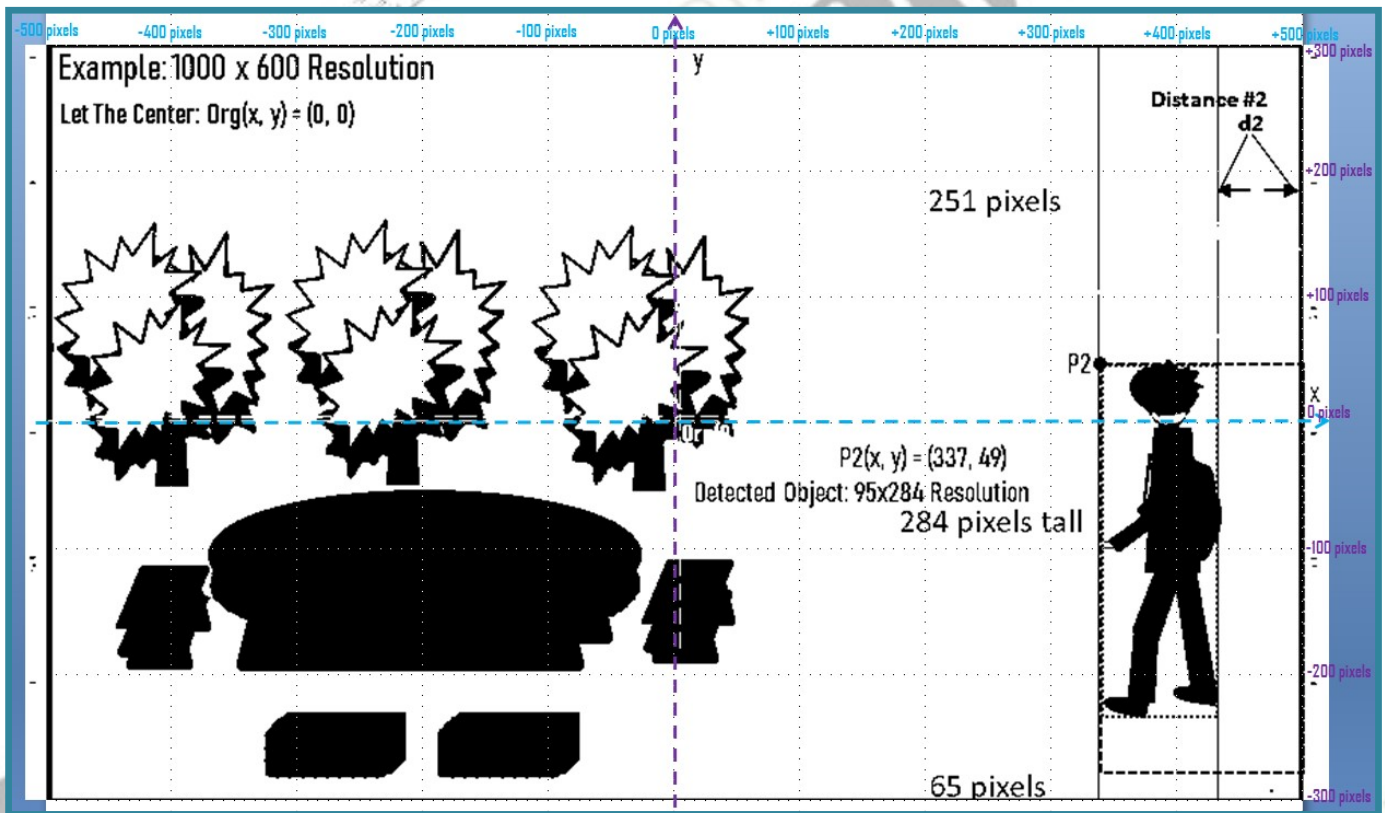 -500 pixels
-400 pixels
-300 pixels
-200 pixels
-100 pixels
0 pixels
+100 pixels
+200 pixels
+300 pixels
+400 pixels
+500 pixels
+300 pixels
Example: 1000 x 600 Resolution
y
Let The Center: Org(x, y) = (0, 0)
Distance #2
d2
+200 pixels
251 pixels
+100 pixels
P2
x
0 pixels
P2(x, y) = (337, 49)
Detected Object: 95x284 Resolution
284 pixels tall
-100 pixels
-200 pixels
65 pixels
-300 pixels